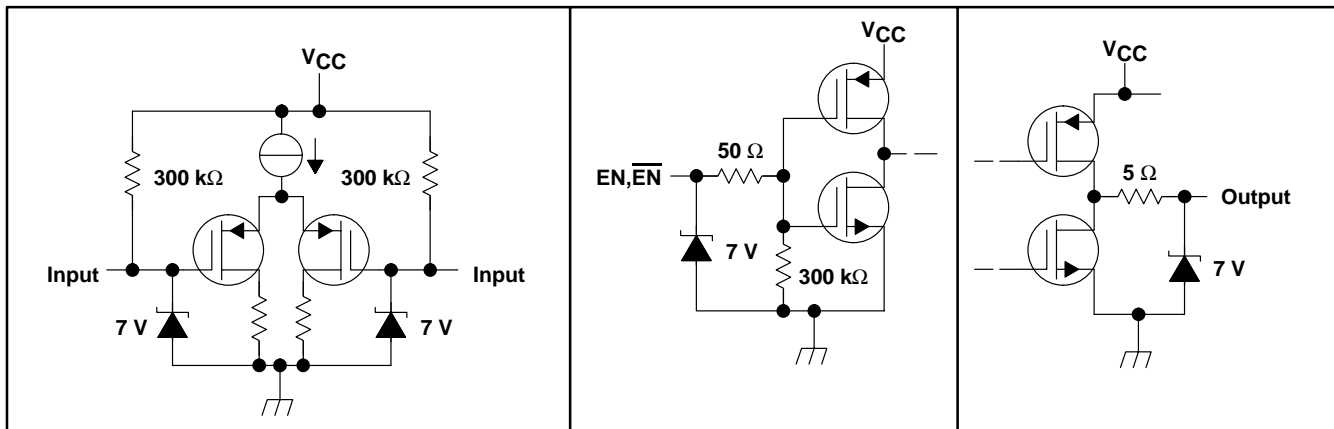 VCC
300 kΩ
300 kΩ
Input
Input
7 V
7 V
VCC
50 Ω
EN,EN
7 V
300 kΩ
VCC
5 Ω
Output
7 V